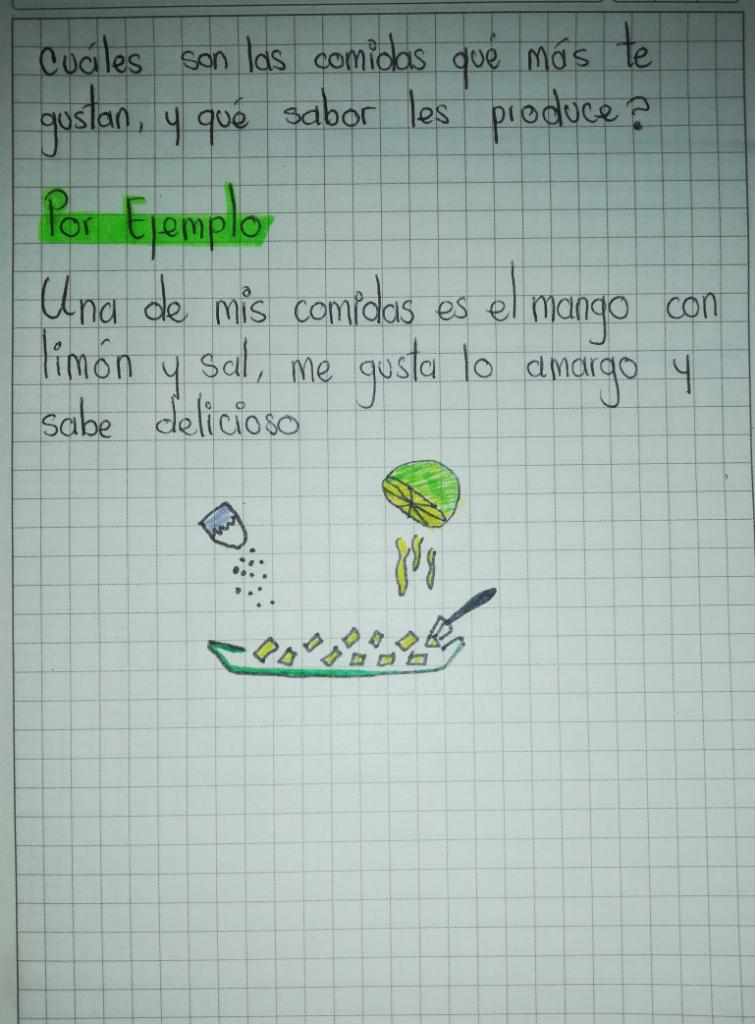 Cuáles son las comidas qué más te
gustan, y qué sabor les produce?
Por Ejemplo
Una de mis comidas es el mango con
limón y sal, me gusta lo amargo y
sabe delicioso